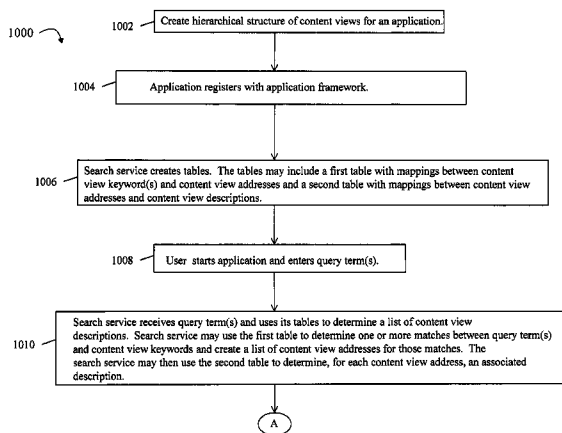 1000
1002
Create hierarchical structure of content views for an application.
1004
Application registers with application framework.
1006
Search service creates tables. The tables may include a first table with mappings between content
view keyword(s) and content view addresses and a second table with mappings between content view
addresses and content view descriptions.
1008
User starts application and enters query term(s).
1010
Search service receives query term(s) and uses its tables to determine a list of content view
descriptions. Search service may use the first table to determine one or more matches between query term(s)
and content view keywords and create a list of content view addresses for those matches. The
search service may then use the second table to determine, for each content view address, an associated
description.
A